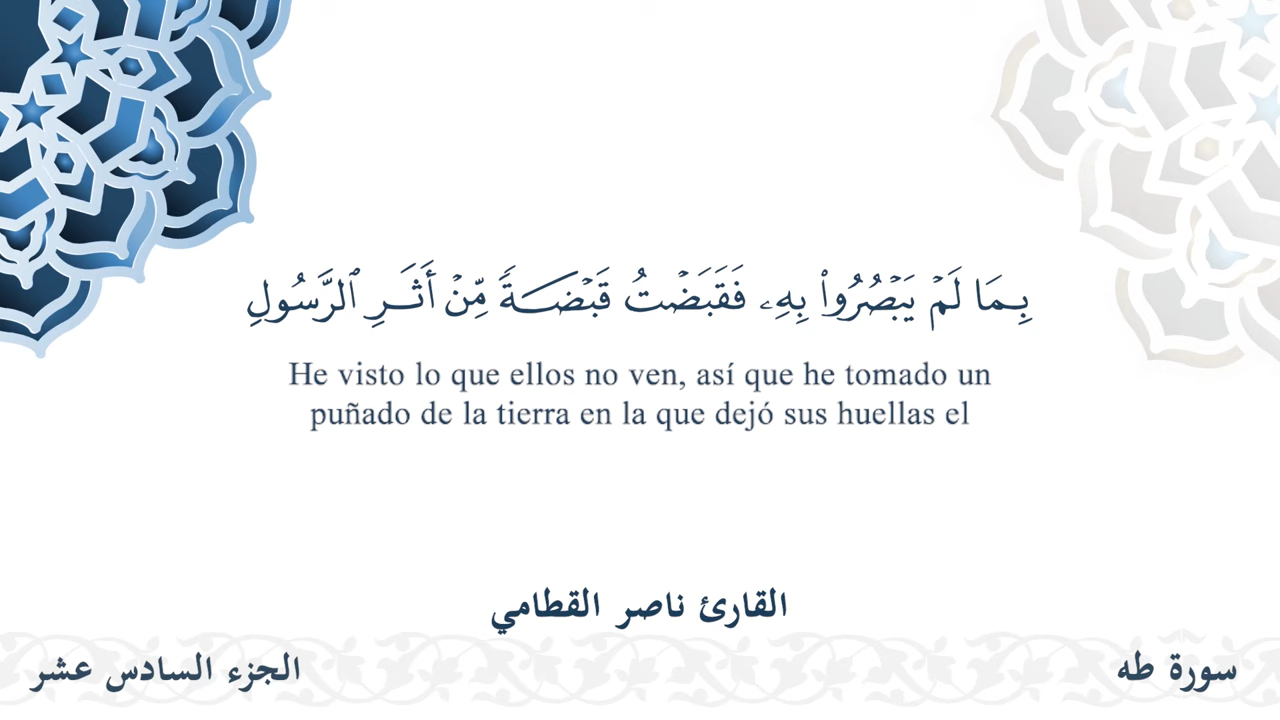 بِمَا لَمْ يَبْصُرُوا۟ بِهِۦ فَقَبَضْتُ قَبْضَةً مِّنْ أَثَرِ ٱلرَّسُولِ
He visto lo que ellos no ven, así que he tomado un
puñado de la tierra en la que dejó sus huellas el
القارئ ناصر القطامي
سورة طه
الجزء السادس عشر